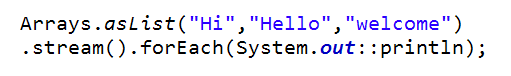 Arrays.asList("Hi","Hello","welcome")
.stream().forEach(System.out::println);